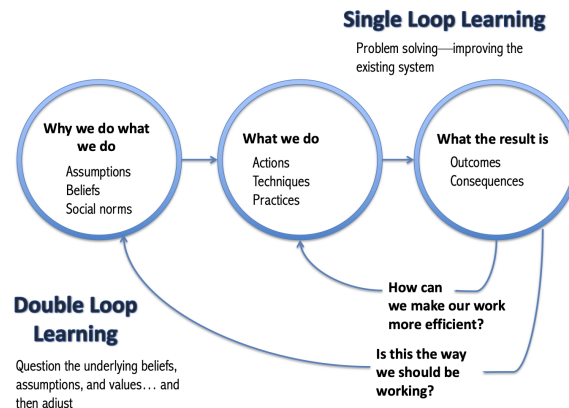 Single Loop Learning
Problem solving—improving the
existing system
Why we do what
we do
Assumptions
Beliefs
Social norms
What we do
Actions
Techniques
Practices
What the result is
Outcomes
Consequences
How can
we make our work
more efficient?
Is this the way
we should be
working?
Double Loop
Learning
Question the underlying beliefs,
assumptions, and values… and
then adjust